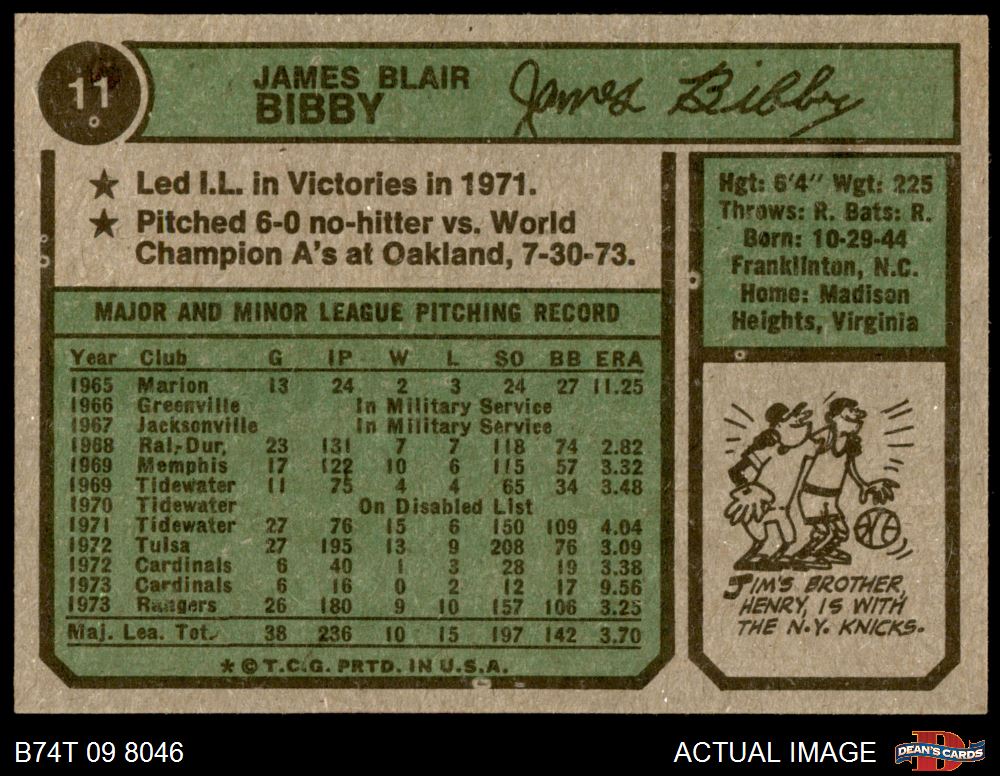 11
JAMES BLAIR
BIBBY
James Bibby
★ Led I.L. in Victories in 1971.
★ Pitched 6-0 no-hitter vs. World
Champion A's at Oakland, 7-30-73.
Hgt: 6'4" Wgt: 225
Throws: R. Bats: R.
Born: 10-29-44
Franklinton, N.C.
Home: Madison
Heights, Virginia
MAJOR AND MINOR LEAGUE PITCHING RECORD
Year Club G IP W L SO BB ERA
1965 Marion 13 24 2 3 24 27 11.25
1966 Greenville In Military Service
1967 Jacksonville In Military Service
1968 Ral-Dur. 23 131 7 7 118 74 2.82
1969 Memphis 17 122 10 6 115 57 3.32
1969 Tidewater 11 75 4 4 65 34 3.48
1970 Tidewater On Disabled List
1971 Tidewater 27 76 15 6 150 109 4.04
1972 Tulsa 27 195 13 9 208 76 3.09
1972 Cardinals 6 40 1 3 28 19 3.38
1973 Cardinals 6 16 0 2 12 17 9.56
1973 Rangers 26 180 9 10 157 106 3.25
Maj. Lea. Tot. 38 236 10 15 197 142 3.70
* © T.C.G. PRTD. IN U.S.A.
JIM'S BROTHER,
HENRY, IS WITH
THE N.Y. KNICKS.
B74T 09 8046
ACTUAL IMAGE
DEAN'S CARDS